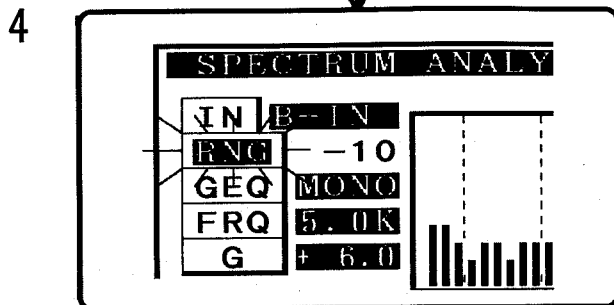 4
SPECTRUM ANALY
IN B--IN
RNG -10
GEQ MONO
FRQ 5.0K
G + 6.0